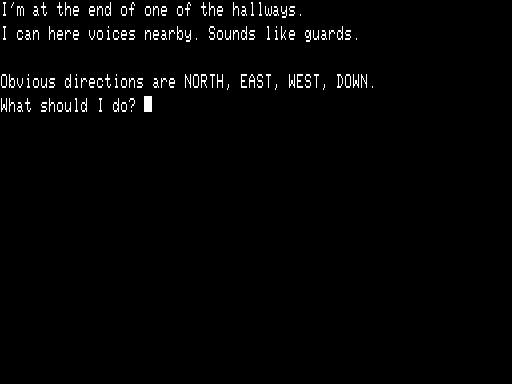 I'm at the end of one of the hallways.
I can here voices nearby. Sounds like guards.
Obvious directions are NORTH, EAST, WEST, DOWN.
What should I do?